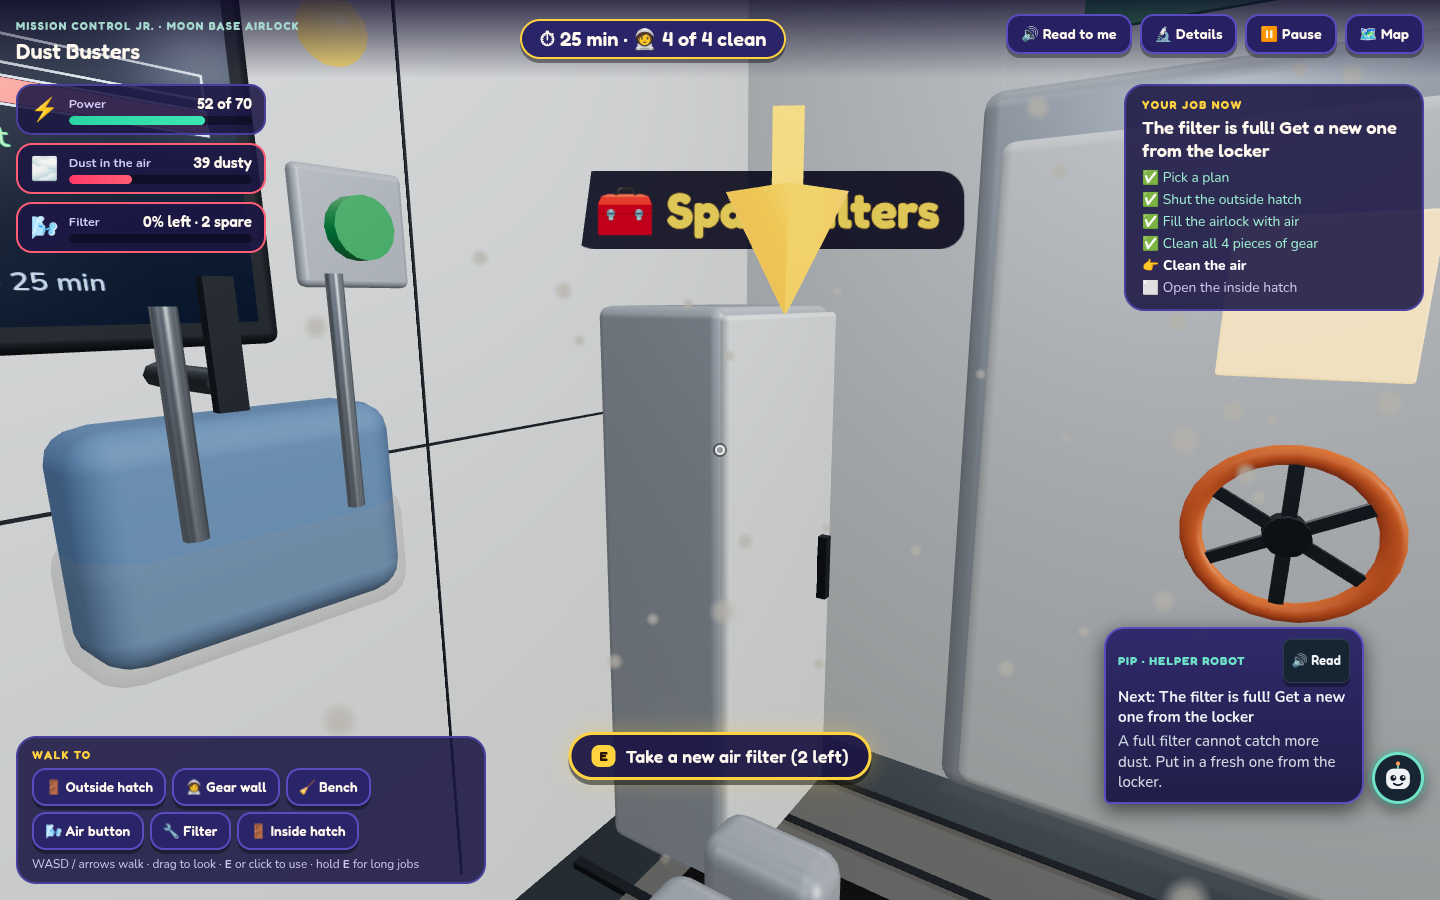 MISSION CONTROL JR. · MOON BASE AIRLOCK
Dust Busters
25 min · 4 of 4 clean
Read to me
Details
Pause
Map
Power
52 of 70
Dust in the air
39 dusty
Filter
0% left · 2 spare
25 min
YOUR JOB NOW
The filter is full! Get a new one
from the locker
Pick a plan
Shut the outside hatch
Fill the airlock with air
Clean all 4 pieces of gear
Clean the air
Open the inside hatch
E Take a new air filter (2 left)
PIP · HELPER ROBOT
Read
Next: The filter is full! Get a new
one from the locker
A full filter cannot catch more
dust. Put in a fresh one from the
locker.
WALK TO
Outside hatch
Gear wall
Bench
Air button
Filter
Inside hatch
WASD / arrows walk · drag to look · E or click to use · hold E for long jobs